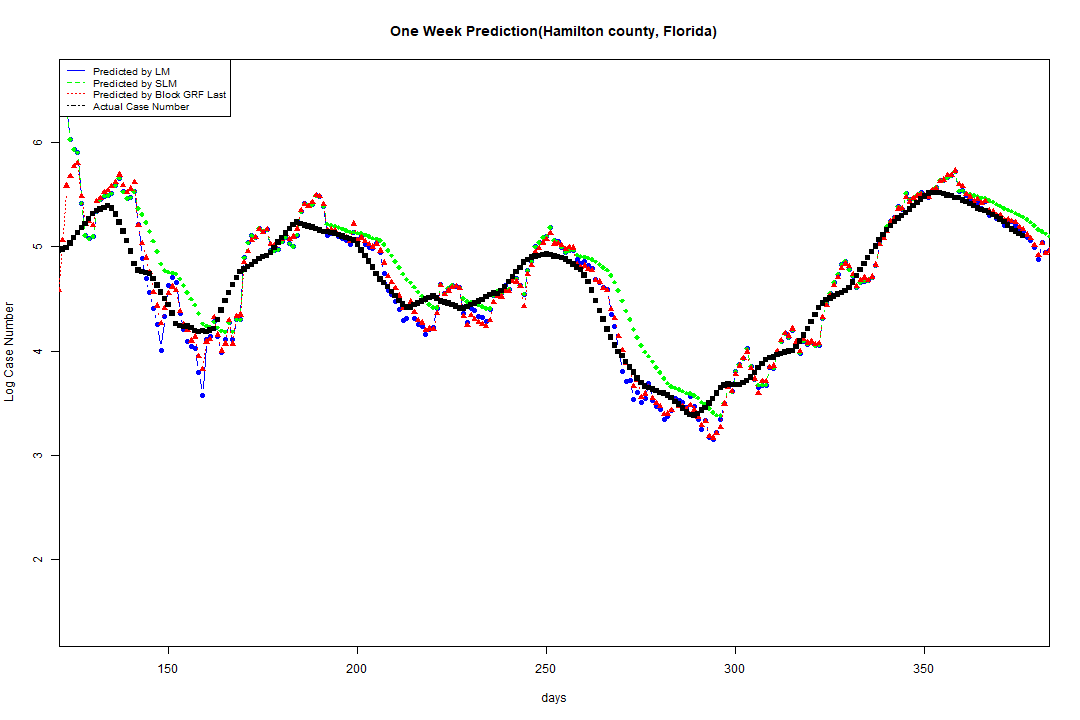 One Week Prediction(Hamilton county, Florida)
Predicted by LM
Predicted by SLM
Predicted by Block GRF Last
Actual Case Number
6
5
4
3
2
Log Case Number
150 200 250 300 350
days